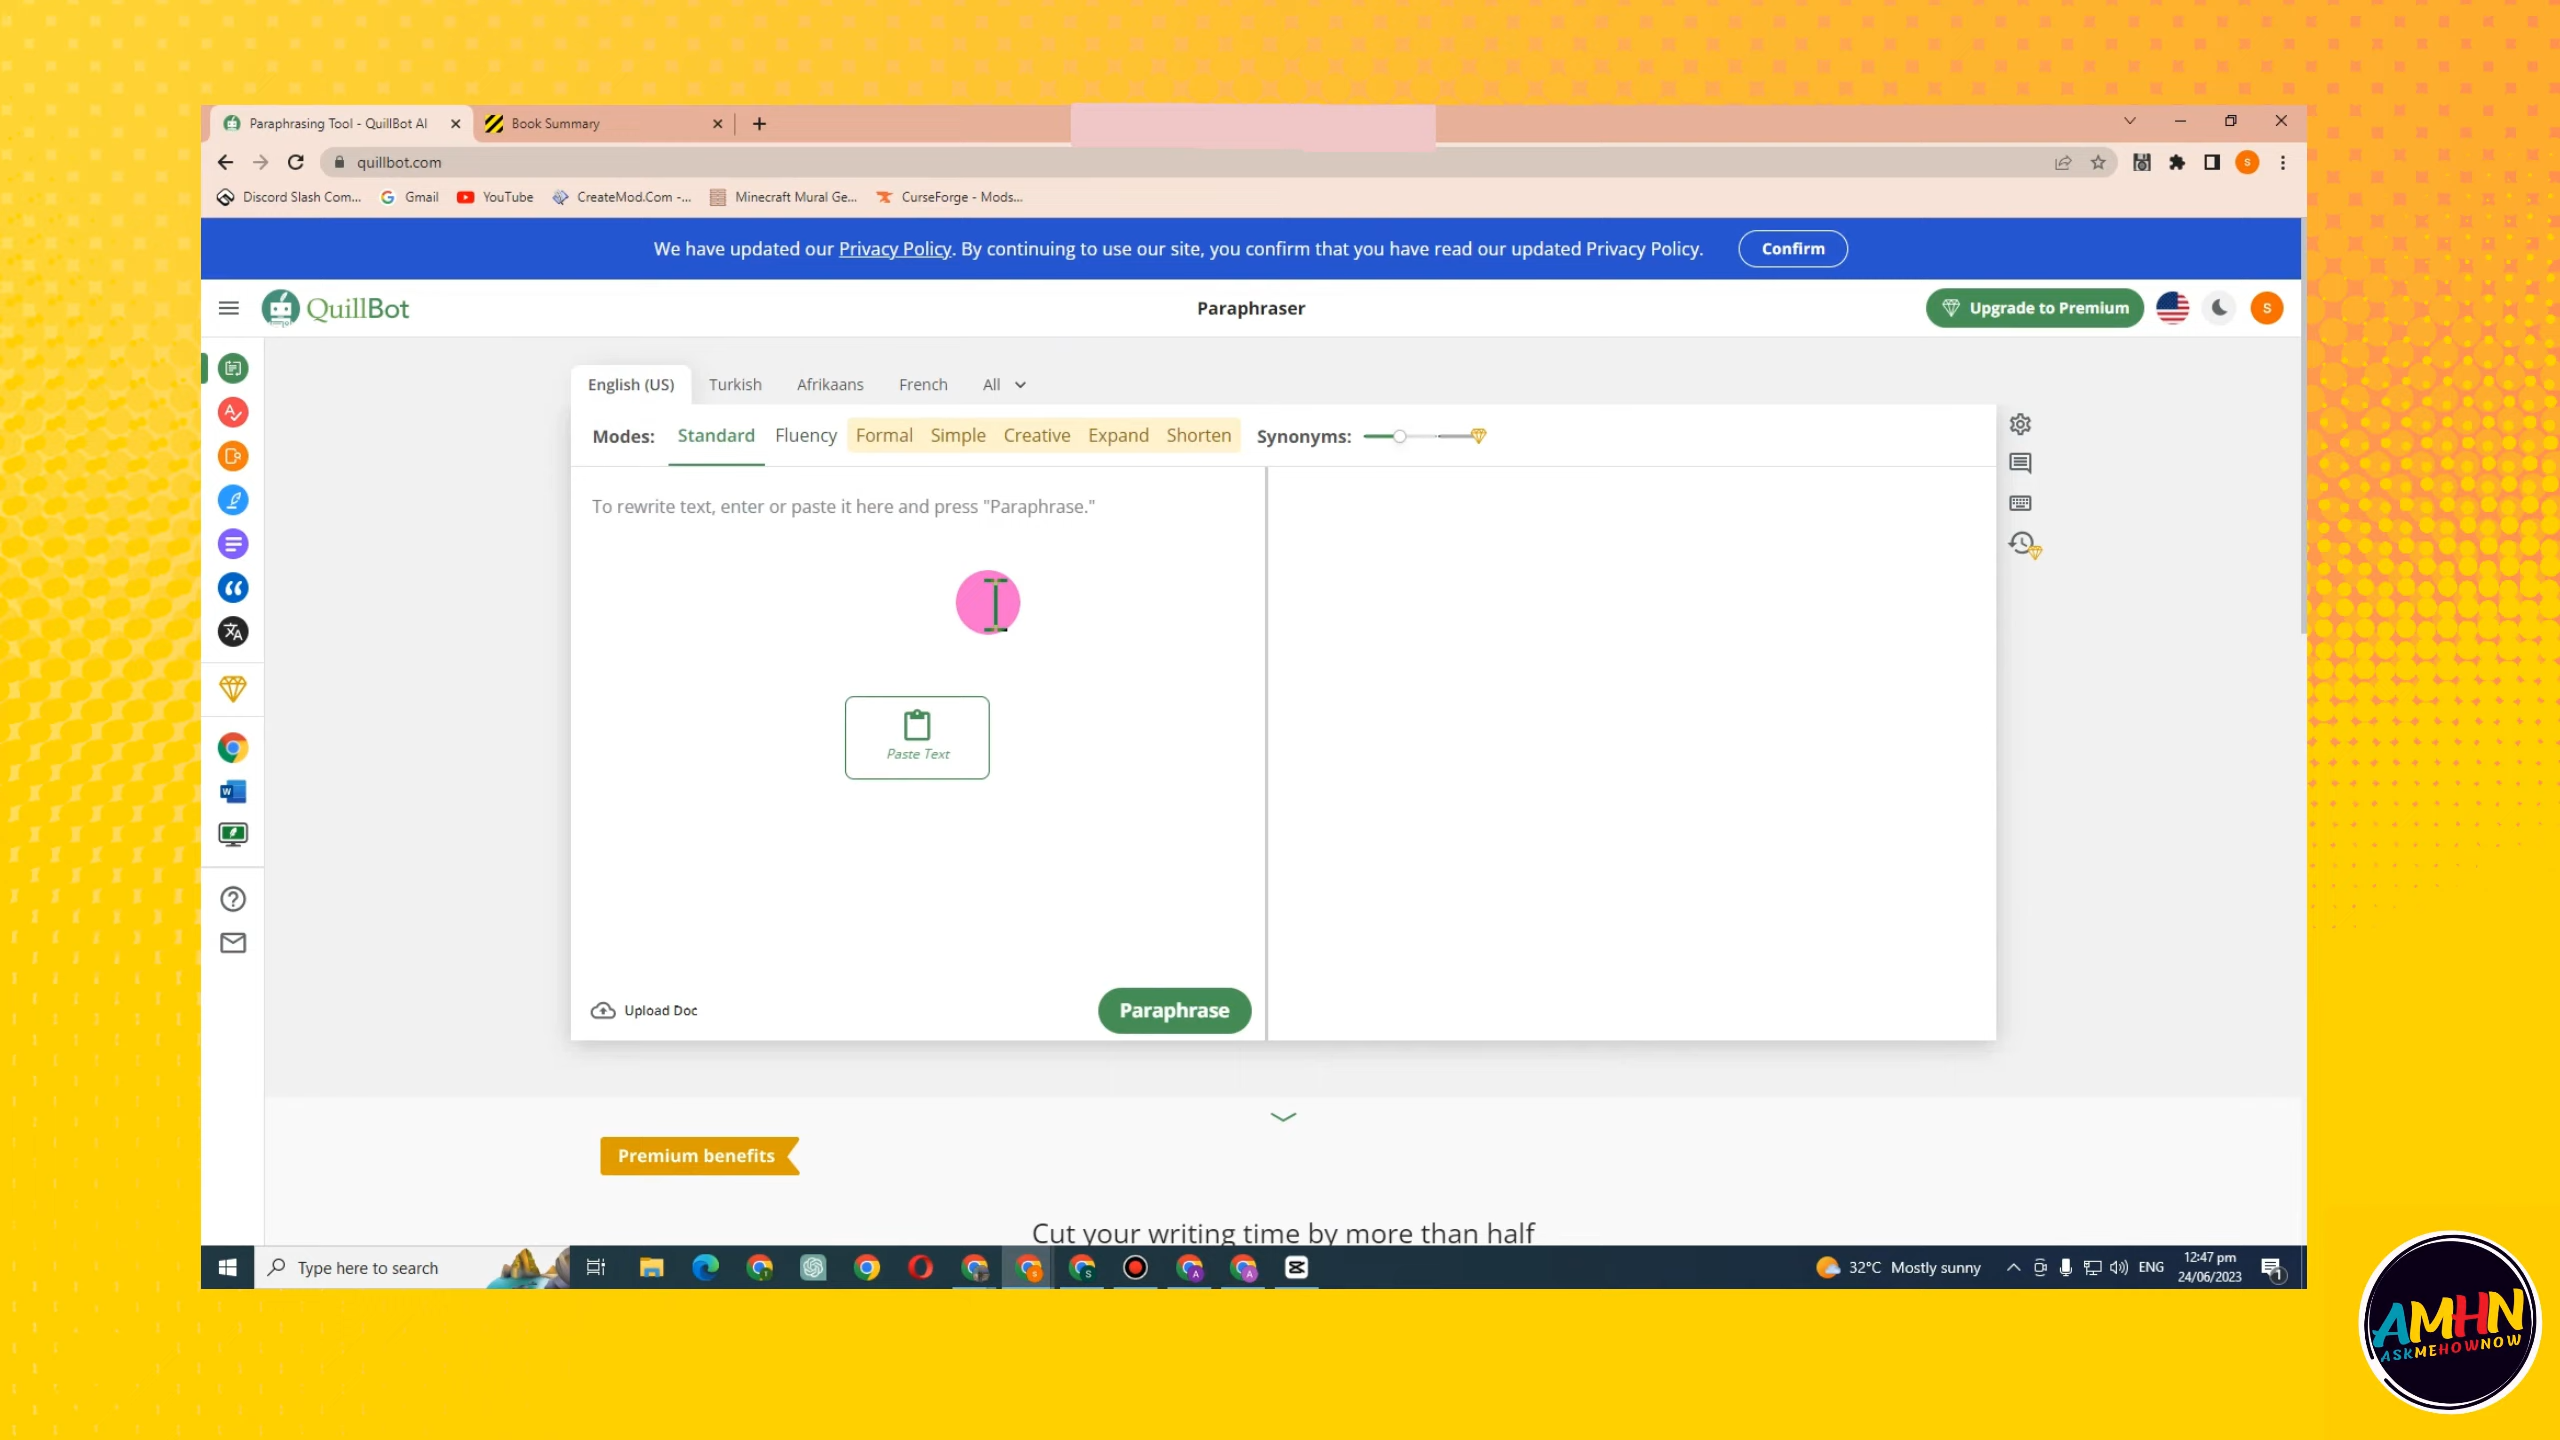 Paraphrasing Tool - QuillBot AI
Book Summary
quillbot.com
S
Discord Slash Com...
Gmail
YouTube
CreateMod.Com -...
Minecraft Mural Ge...
CurseForge - Mods...
We have updated our Privacy Policy. By continuing to use our site, you confirm that you have read our updated Privacy Policy.
Confirm
QuillBot
Paraphraser
Upgrade to Premium
S
English (US)
Turkish
Afrikaans
French
All
Modes:
Standard
Fluency
Formal
Simple
Creative
Expand
Shorten
Synonyms:
To rewrite text, enter or paste it here and press "Paraphrase."
Paste Text
Upload Doc
Paraphrase
Premium benefits
Cut your writing time by more than half
Type here to search
32°C Mostly sunny
ENG
12:47 pm
24/06/2023
1
AMHN
ASKMEHOWNOW